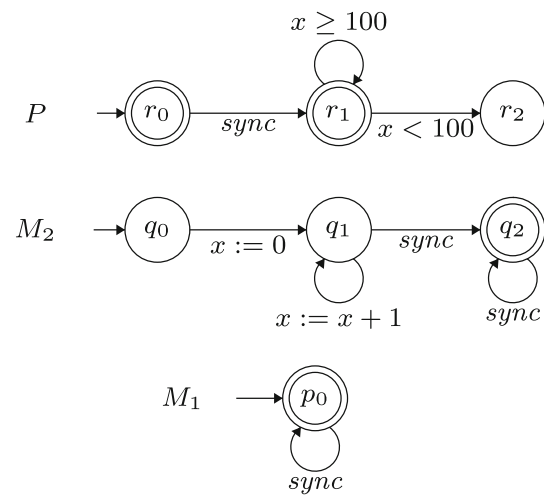 x ≥ 100
P r₀ sync r₁ x < 100 r₂
M₂ q₀ x := 0 q₁ sync q₂
x := x + 1 sync
M₁ p₀
sync